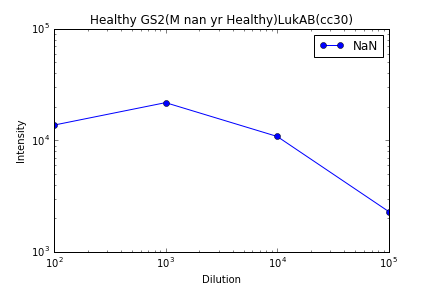 Healthy GS2(M nan yr Healthy)LukAB(cc30)
10^5
NaN
10^4
Intensity
10^3
10^2 10^3 10^4 10^5
Dilution